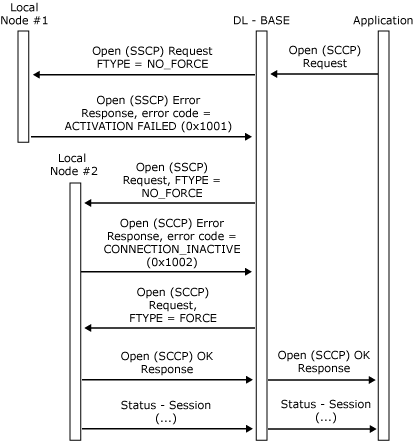 Local
Node #1
DL - BASE
Application
Open (SSCP) Request
FTYPE = NO_FORCE
Open (SCCP)
Request
Open (SSCP) Error
Response, error code =
ACTIVATION FAILED (0x1001)
Local
Node #2
Open (SSCP)
Request, FTYPE =
NO_FORCE
Open (SCCP) Error
Response, error code =
CONNECTION_INACTIVE
(0x1002)
Open (SCCP)
Request,
FTYPE = FORCE
Open (SCCP) OK
Response
Open (SCCP) OK
Response
Status - Session
(...)
Status - Session
(...)